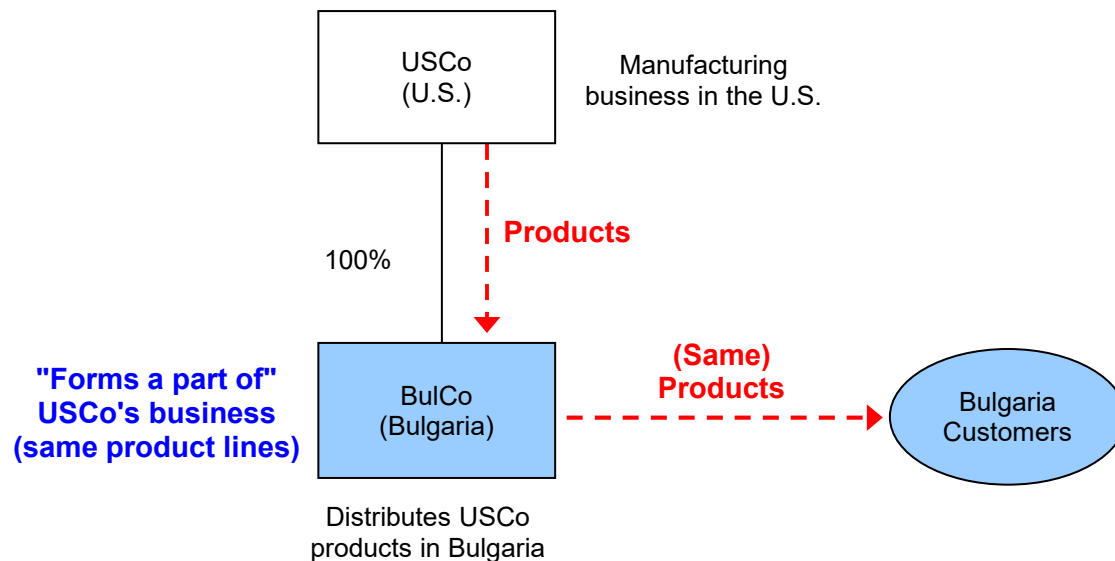 USCo
(U.S.)
Manufacturing
business in the U.S.
Products
100%
"Forms a part of"
USCo's business
(same product lines)
BulCo
(Bulgaria)
(Same)
Products
Bulgaria
Customers
Distributes USCo
products in Bulgaria